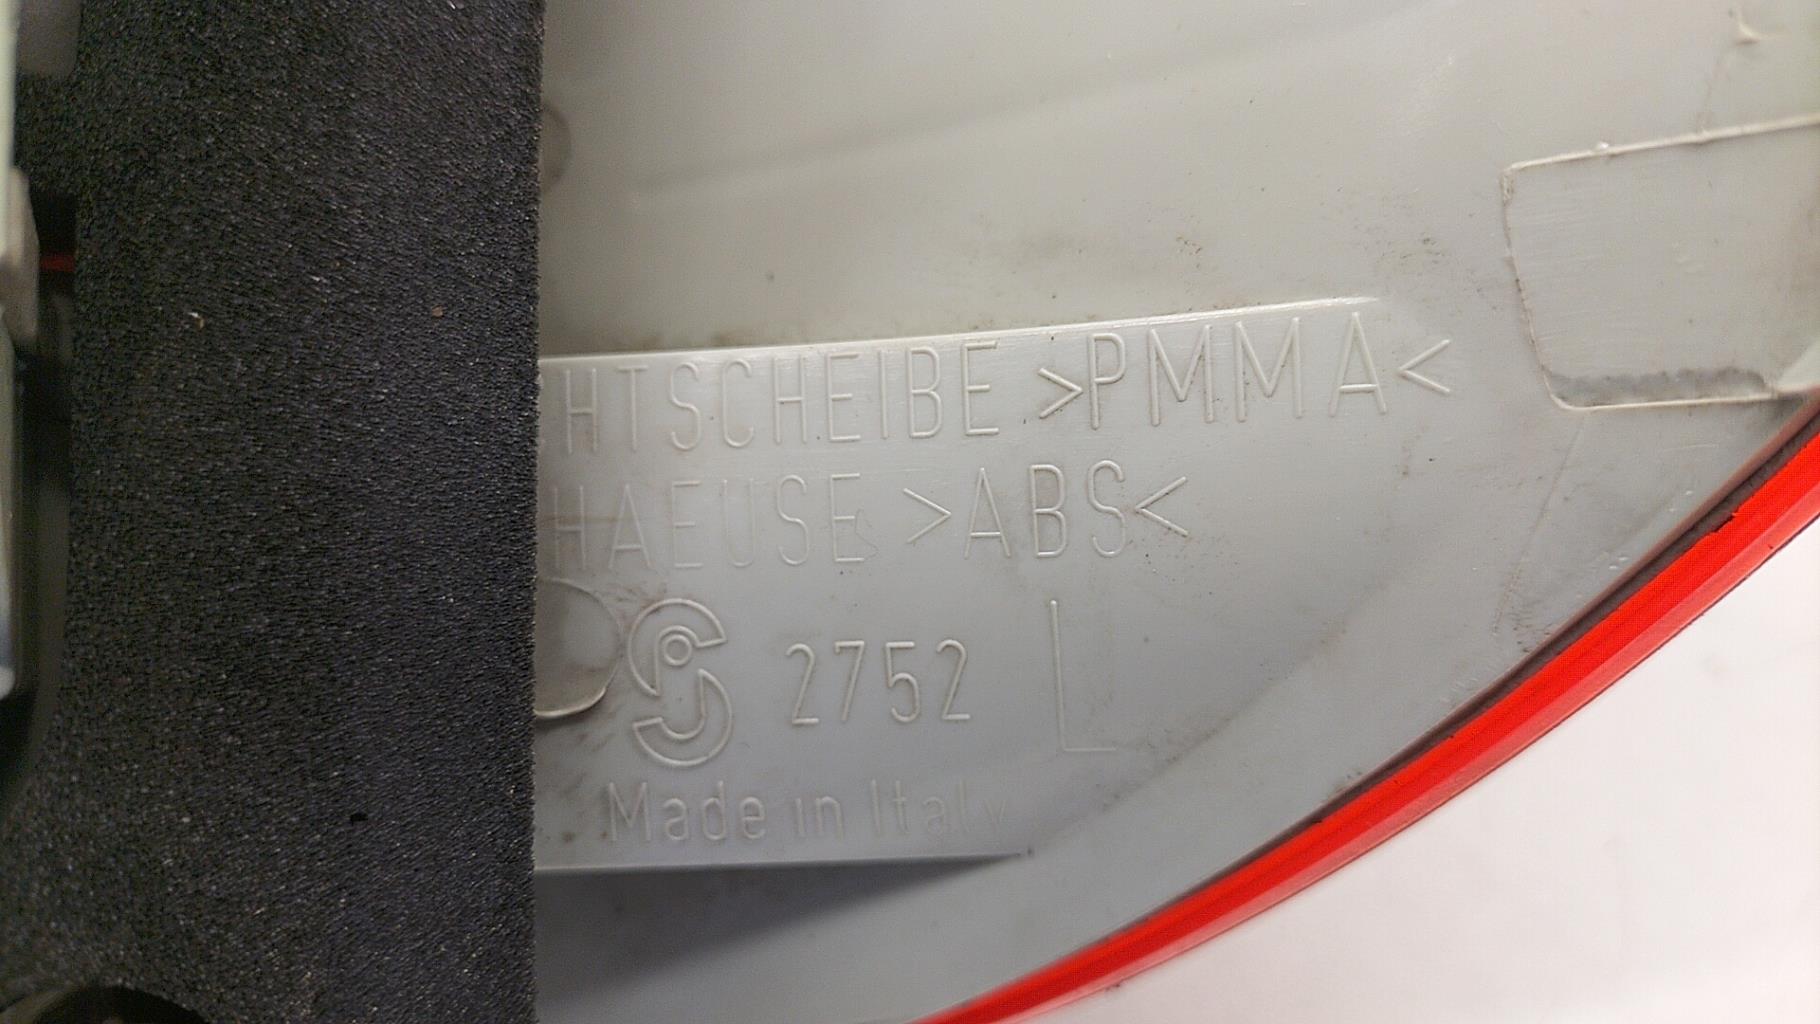 HTSCHEIBE >PMMA<
HAEUSE >ABS<
2752 L
Made in Italy